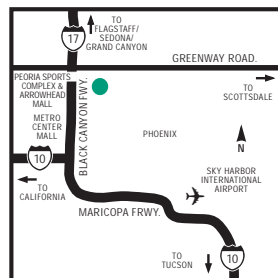 TO
FLAGSTAFF/
SEDONA/
GRAND CANYON
17
GREENWAY ROAD.
PEORIA SPORTS
COMPLEX &
ARROWHEAD
MALL
TO
SCOTTSDALE
BLACK CANYON FWY.
METRO
CENTER
MALL
PHOENIX
N
10
SKY HARBOR
INTERNATIONAL
AIRPORT
TO
CALIFORNIA
MARICOPA FRWY.
TO
TUCSON
10